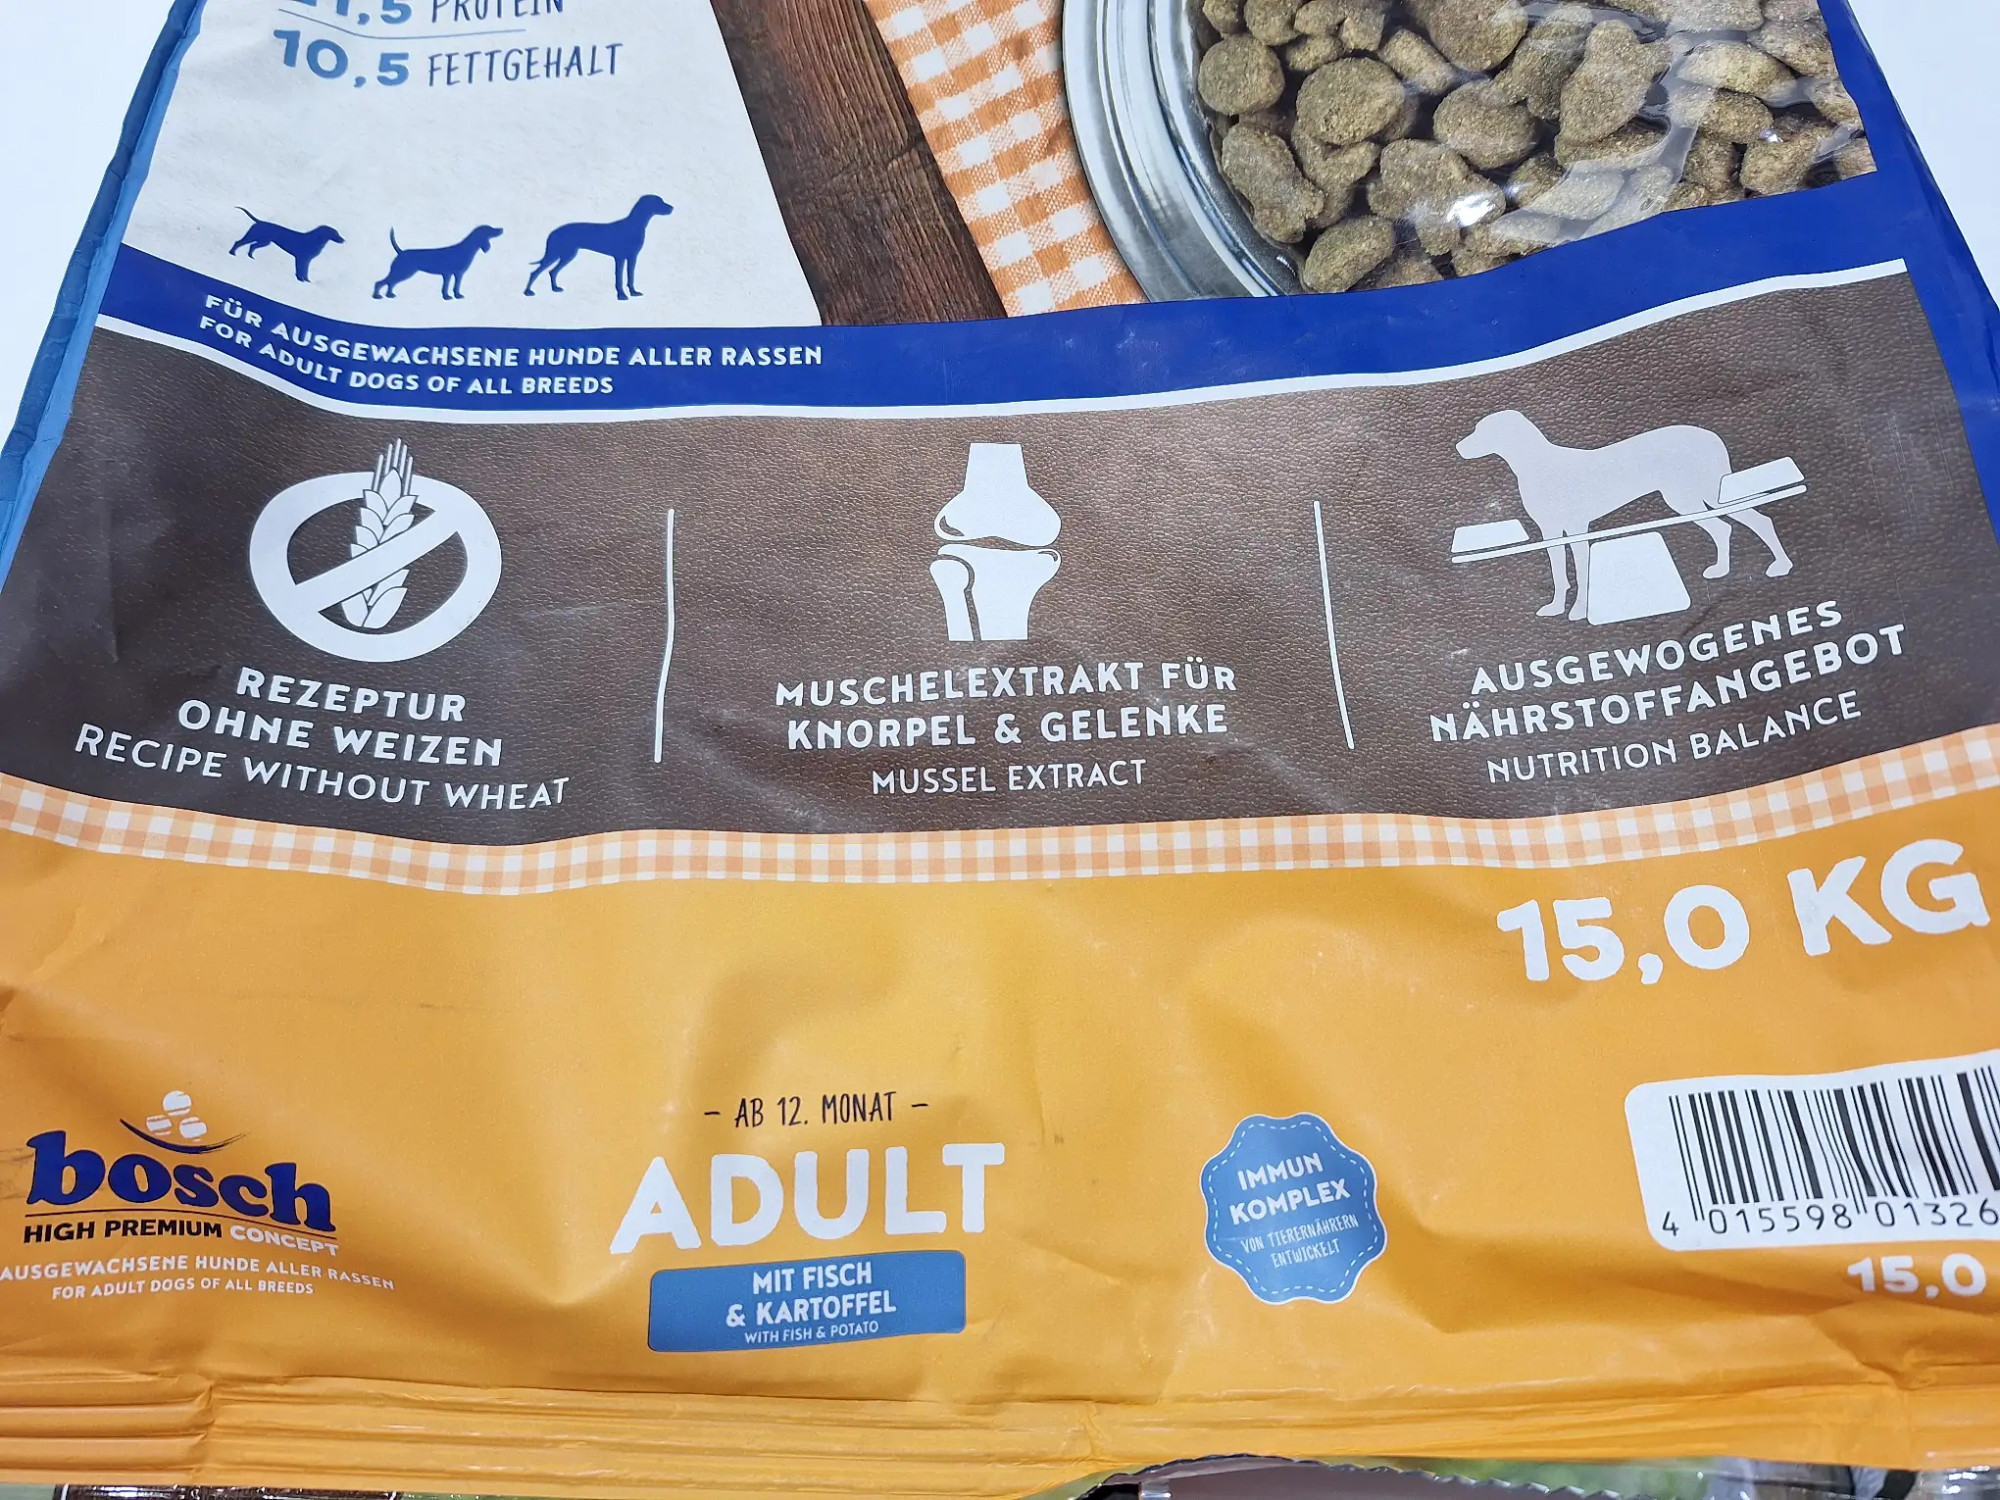 PROTEIN
10,5 FETTGEHALT
FÜR AUSGEWACHSENE HUNDE ALLER RASSEN
FOR ADULT DOGS OF ALL BREEDS
REZEPTUR
OHNE WEIZEN
RECIPE WITHOUT WHEAT
MUSCHELEXTRAKT FÜR
KNORPEL & GELENKE
MUSSEL EXTRACT
AUSGEWOGENES
NÄHRSTOFFANGEBOT
NUTRITION BALANCE
15,0 KG
bosch
HIGH PREMIUM CONCEPT
AUSGEWACHSENE HUNDE ALLER RASSEN
FOR ADULT DOGS OF ALL BREEDS
- AB 12. MONAT -
ADULT
MIT FISCH
& KARTOFFEL
WITH FISH & POTATO
IMMUN
KOMPLEX
VON TIERERNÄHRERN
ENTWICKELT
4 015598 01326
15,0